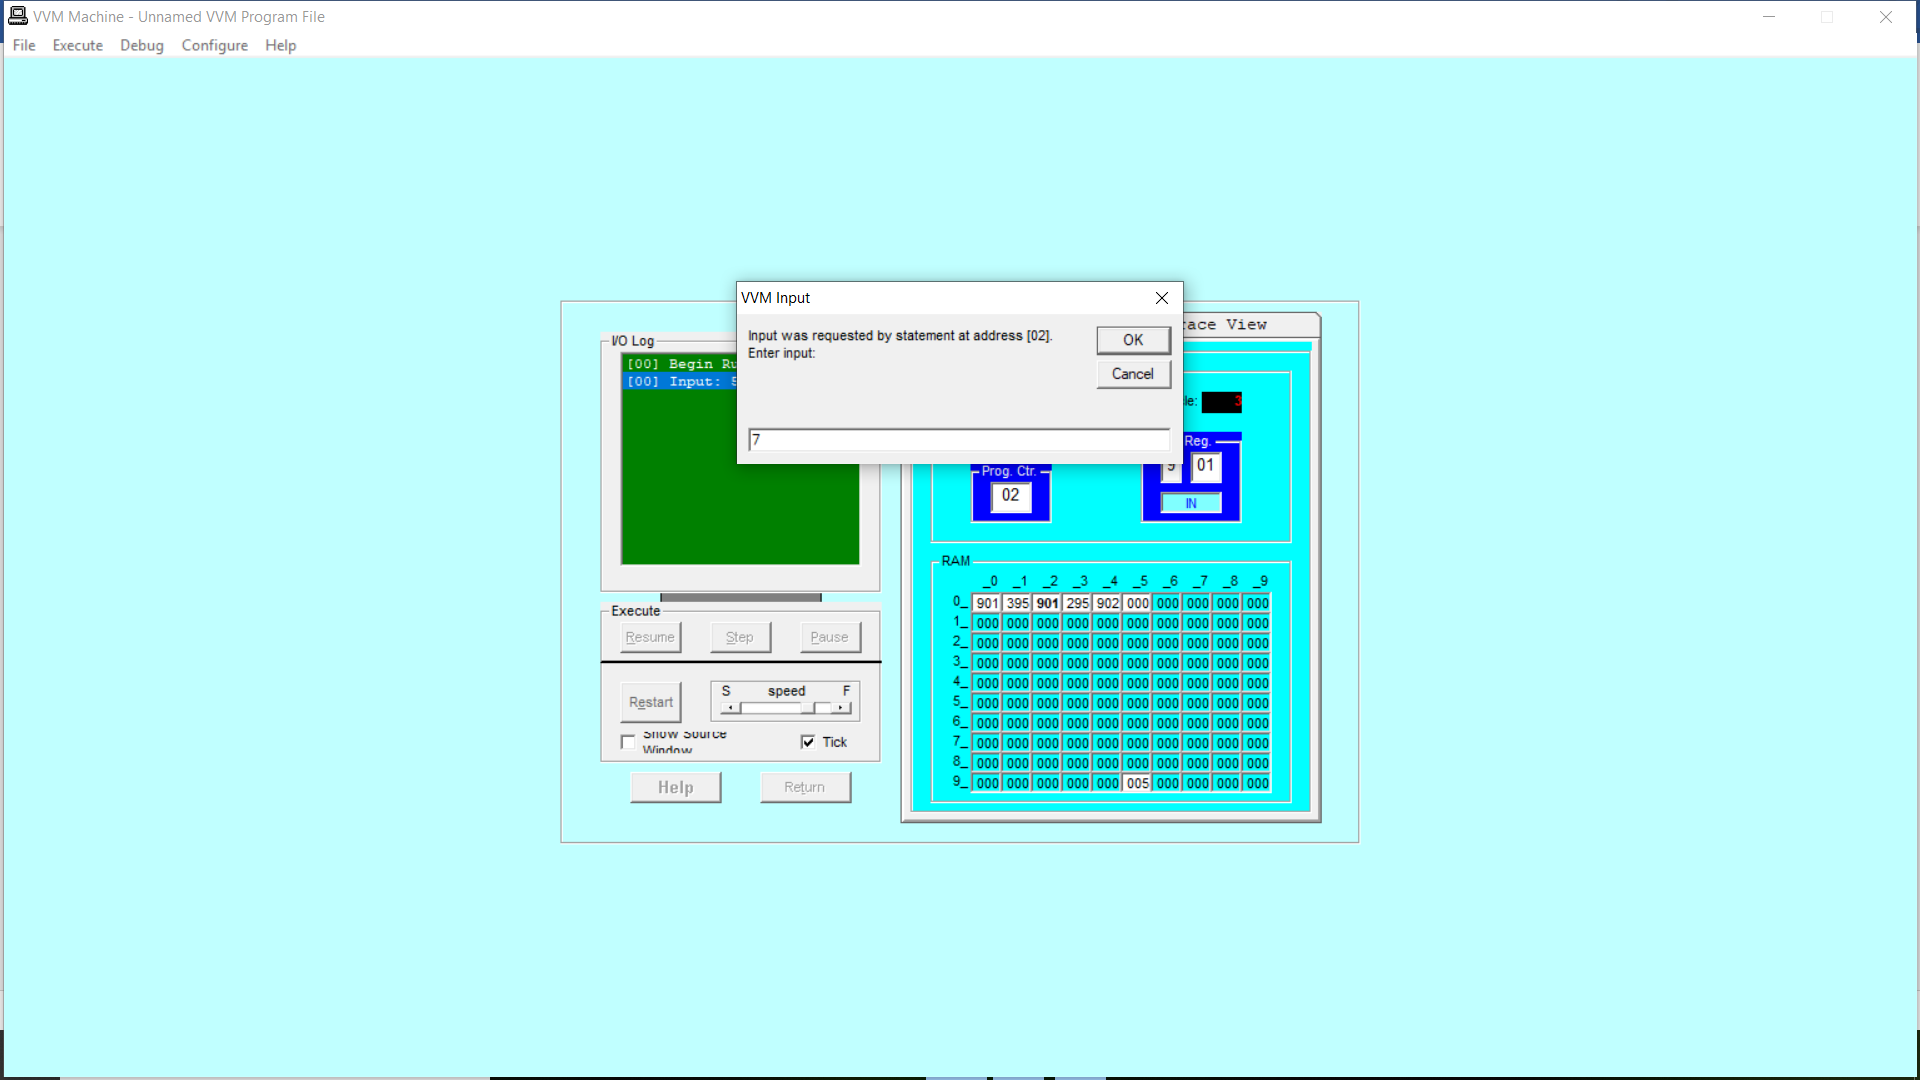 VVM Machine - Unnamed VVM Program File
File Execute Debug Configure Help
VVM Input
Input was requested by statement at address [02].
Enter input:
OK
Cancel
7
I/O Log
[00] Begin Ru
[00] Input: 5
ace View
le: 3
Reg.
9 01
IN
Prog. Ctr.
02
RAM
_0 _1 _2 _3 _4 _5 _6 _7 _8 _9
0_ 901 395 901 295 902 000 000 000 000 000
1_ 000 000 000 000 000 000 000 000 000 000
2_ 000 000 000 000 000 000 000 000 000 000
3_ 000 000 000 000 000 000 000 000 000 000
4_ 000 000 000 000 000 000 000 000 000 000
5_ 000 000 000 000 000 000 000 000 000 000
6_ 000 000 000 000 000 000 000 000 000 000
7_ 000 000 000 000 000 000 000 000 000 000
8_ 000 000 000 000 000 000 000 000 000 000
9_ 000 000 000 000 000 005 000 000 000 000
Execute
Resume Step Pause
Restart
S speed F
Show Source
Window
Tick
Help Return